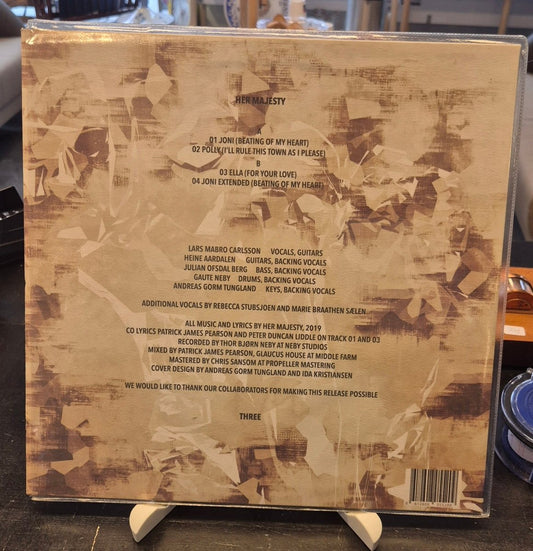 HER MAJESTY
A
01 JONI (BEATING OF MY HEART)
02 POLLY (I'LL RULE THIS TOWN AS I PLEASE)
B
03 ELLA (FOR YOUR LOVE)
04 JONI EXTENDED (BEATING OF MY HEART)
LARS MABRO CARLSSON VOCALS, GUITARS
HEINE AARDALEN GUITARS, BACKING VOCALS
JULIAN OFSDAL BERG BASS, BACKING VOCALS
GAUTE NEBY DRUMS, BACKING VOCALS
ANDREAS GORM TUNGLAND KEYS, BACKING VOCALS
ADDITIONAL VOCALS BY REBECCA STUBSJOEN AND MARIE BRAATHEN SÆLEN
ALL MUSIC AND LYRICS BY HER MAJESTY, 2019
CO LYRICS PATRICK JAMES PEARSON AND PETER DUNCAN LIDDLE ON TRACK 01 AND 03
RECORDED BY THOR BJØRN NEBY AT NEBY STUDIOS
MIXED BY PATRICK JAMES PEARSON, GLAUCUS HOUSE AT MIDDLE FARM
MASTERED BY CHRIS SANSOM AT PROPELLER MASTERING
COVER DESIGN BY ANDREAS GORM TUNGLAND AND IDA KRISTIANSEN
WE WOULD LIKE TO THANK OUR COLLABORATORS FOR MAKING THIS RELEASE POSSIBLE
THREE